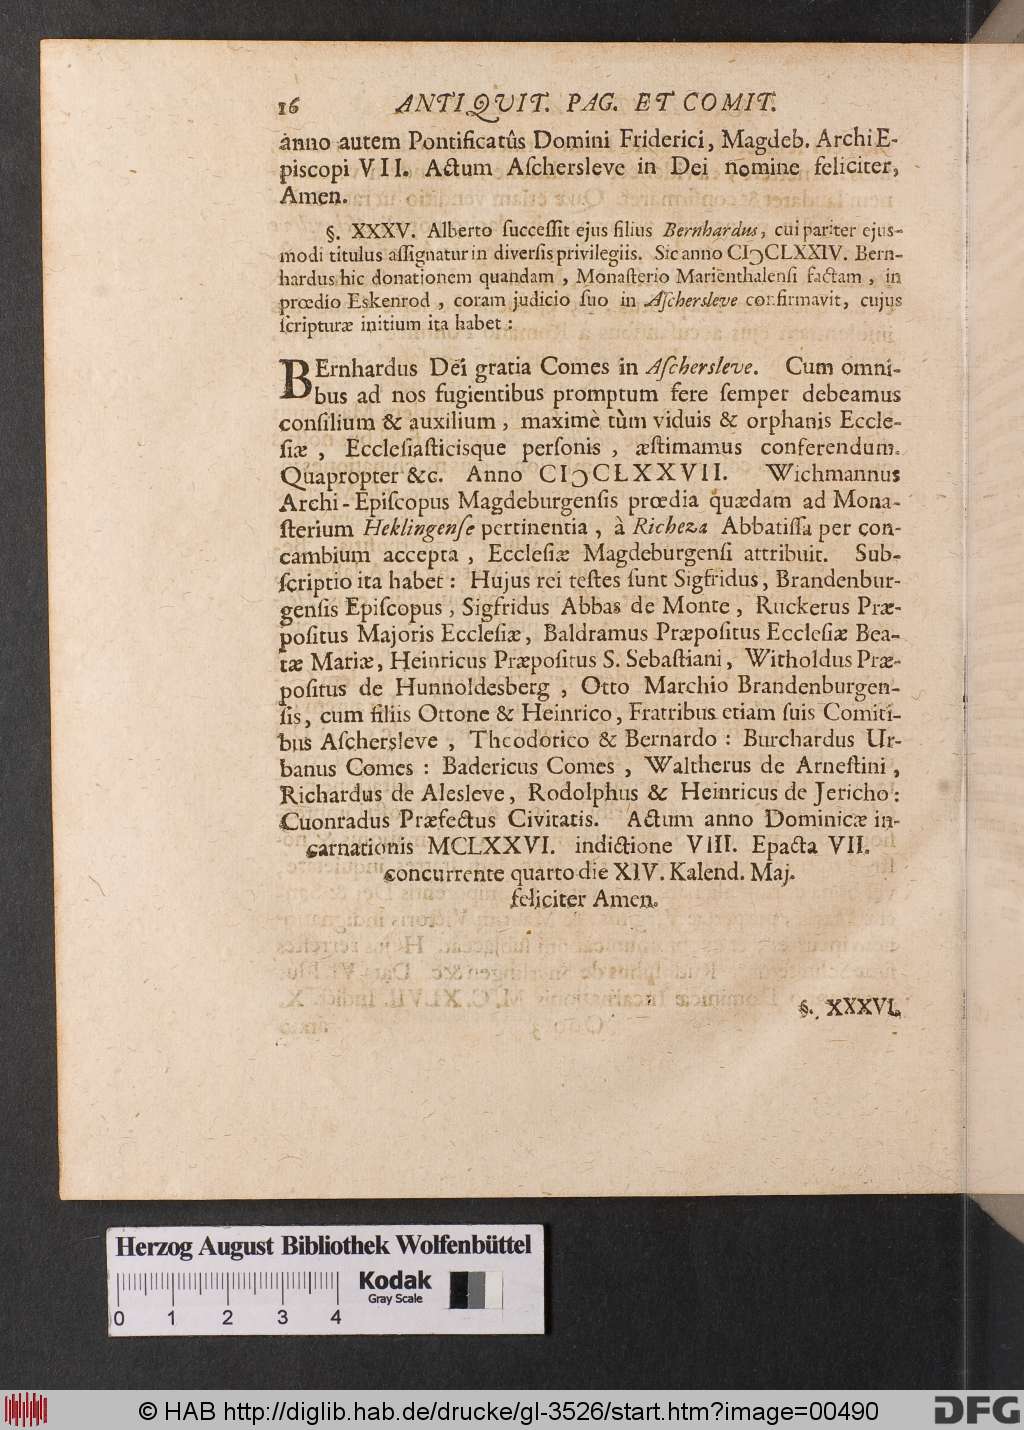 16 ANTIQVIT. PAG. ET COMIT.
anno autem Pontificatûs Domini Friderici, Magdeb. ArchiE-
piscopi VII. Actum Aſchersleve in Dei nomine feliciter,
Amen.
§. XXXV. Alberto ſucceſſit ejus filius Bernhardus, cui pariter ejus-
modi titulus aſſignatur in diverſis privilegiis. Sic anno CIƆCLXXIV. Bern-
hardus hic donationem quandam, Monaſterio Marienthalenſi factam, in
prœdio Eskenrod, coram judicio ſuo in Aſchersleve confirmavit, cujus
ſcripturæ initium ita habet:
BErnhardus Dei gratia Comes in Aſchersleve. Cum omni-
bus ad nos fugientibus promptum fere ſemper debeamus
conſilium & auxilium, maximè tùm viduis & orphanis Eccle-
ſiæ, Eccleſiaſticisque perſonis, æſtimamus conferendum.
Quapropter &c. Anno CIƆCLXXVII. Wichmannus
Archi-Epiſcopus Magdeburgenſis prœdia quædam ad Mona-
ſterium Heklingenſe pertinentia, à Richeza Abbatiſſa per con-
cambium accepta, Eccleſiæ Magdeburgenſi attribuit. Sub-
ſcriptio ita habet: Hujus rei teſtes ſunt Sigfridus, Brandenbur-
genſis Epiſcopus, Sigfridus Abbas de Monte, Ruckerus Præ-
poſitus Majoris Eccleſiæ, Baldramus Præpoſitus Eccleſiæ Bea-
tæ Mariæ, Heinricus Præpoſitus S. Sebaſtiani, Witholdus Præ-
poſitus de Hunnoldesberg, Otto Marchio Brandenburgen-
ſis, cum filiis Ottone & Heinrico, Fratribus etiam ſuis Comiti-
bus Aſchersleve, Theodorico & Bernardo: Burchardus Ur-
banus Comes: Badericus Comes, Waltherus de Arneſtini,
Richardus de Alesleve, Rodolphus & Heinricus de Jericho:
Cuonradus Præfectus Civitatis. Actum anno Dominicæ in-
carnationis MCLXXVI. indictione VIII. Epacta VII.
concurrente quarto die XIV. Kalend. Maj.
feliciter Amen.
§. XXXVI.
Herzog August Bibliothek Wolfenbüttel
Kodak
Gray Scale
0 1 2 3 4
© HAB http://diglib.hab.de/drucke/gl-3526/start.htm?image=00490
DFG